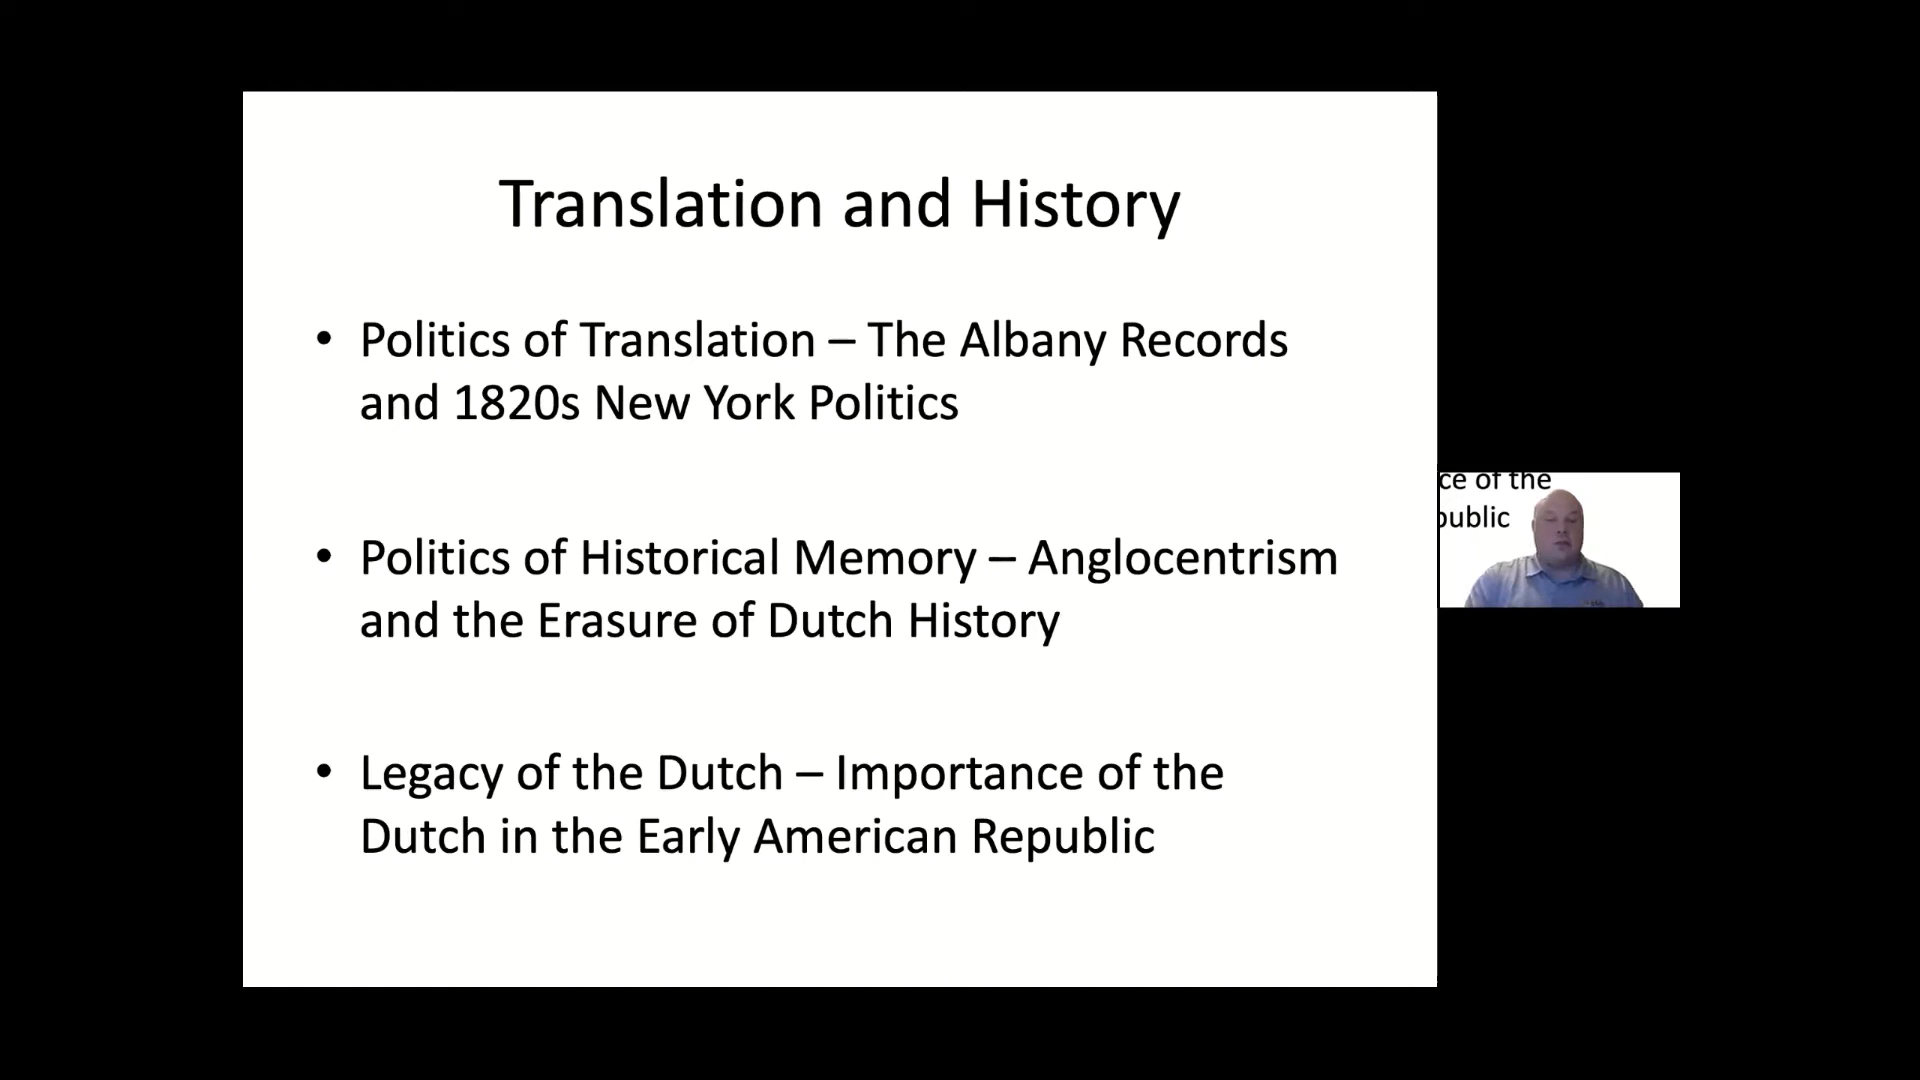 Translation and History
• Politics of Translation – The Albany Records
and 1820s New York Politics
• Politics of Historical Memory – Anglocentrism
and the Erasure of Dutch History
• Legacy of the Dutch – Importance of the
Dutch in the Early American Republic
ce of the
public